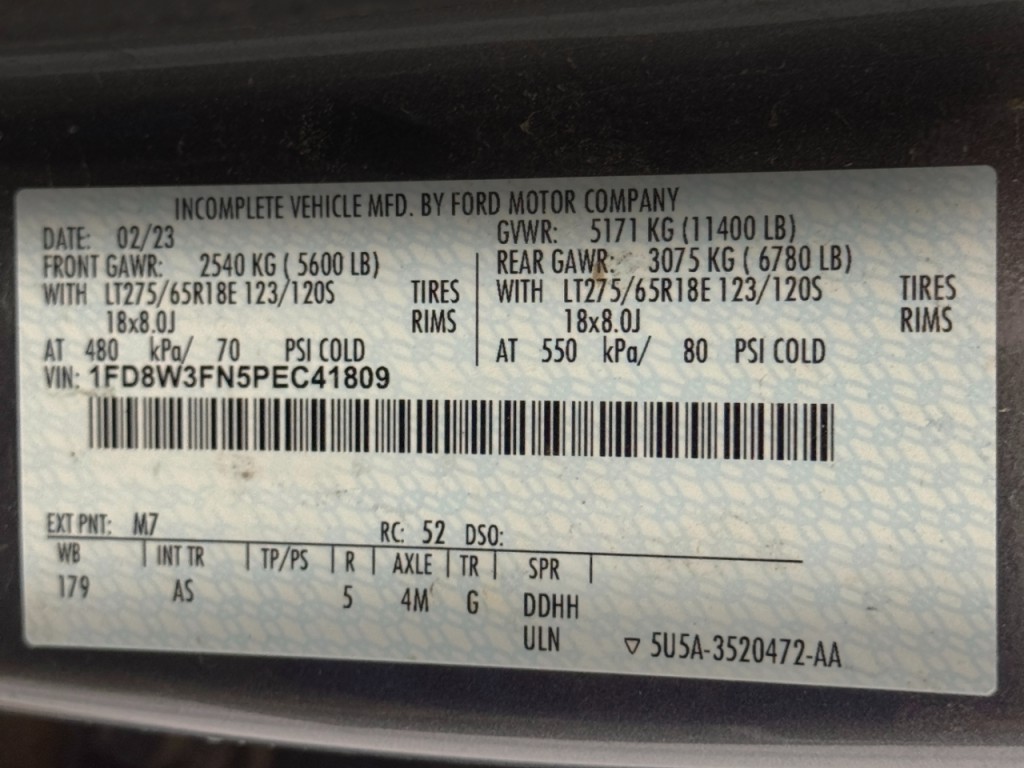 INCOMPLETE VEHICLE MFD. BY FORD MOTOR COMPANY
DATE: 02/23 GVWR: 5171 KG (11400 LB)
FRONT GAWR: 2540 KG ( 5600 LB) REAR GAWR: 3075 KG ( 6780 LB)
WITH LT275/65R18E 123/120S TIRES WITH LT275/65R18E 123/120S TIRES
18x8.0J RIMS 18x8.0J RIMS
AT 480 kPa/ 70 PSI COLD AT 550 kPa/ 80 PSI COLD
VIN: 1FD8W3FN5PEC41809
EXT PNT: M7 RC: 52 DSO:
WB INT TR TP/PS R AXLE TR SPR
179 AS 5 4M G DDHH
ULN ▽ 5U5A-3520472-AA